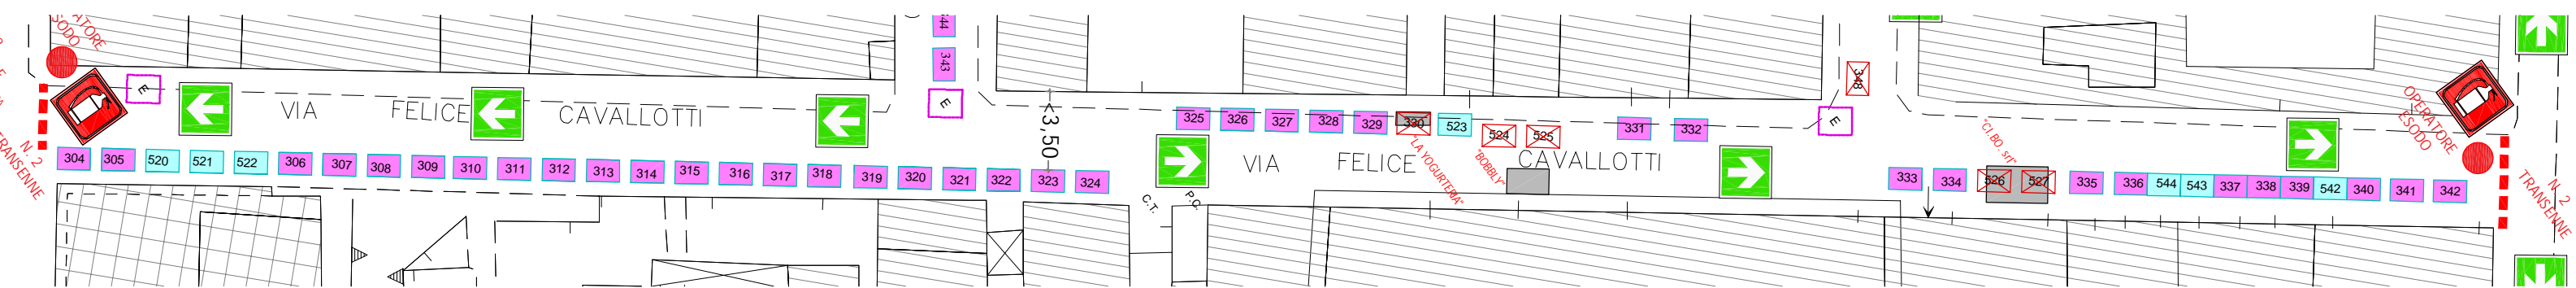 OPERATORE
ESODO
N. 2
TRANSENNE
E
VIA FELICE CAVALLOTTI
344
343
E
<3,50
304 305 520 521 522 306 307 308 309 310 311 312 313 314 315 316 317 318 319 320 321 322 323 324
C.T.
P.C.
325 326 327 328 329 330 523 524 525 331 332
"LA YOGURTERIA"
"BOBBLY"
VIA FELICE CAVALLOTTI
E
348
"CI.BO. srl"
333 334 526 527 335 336 544 543 337 338 339 542 340 341 342
OPERATORE
ESODO
N. 2
TRANSENNE